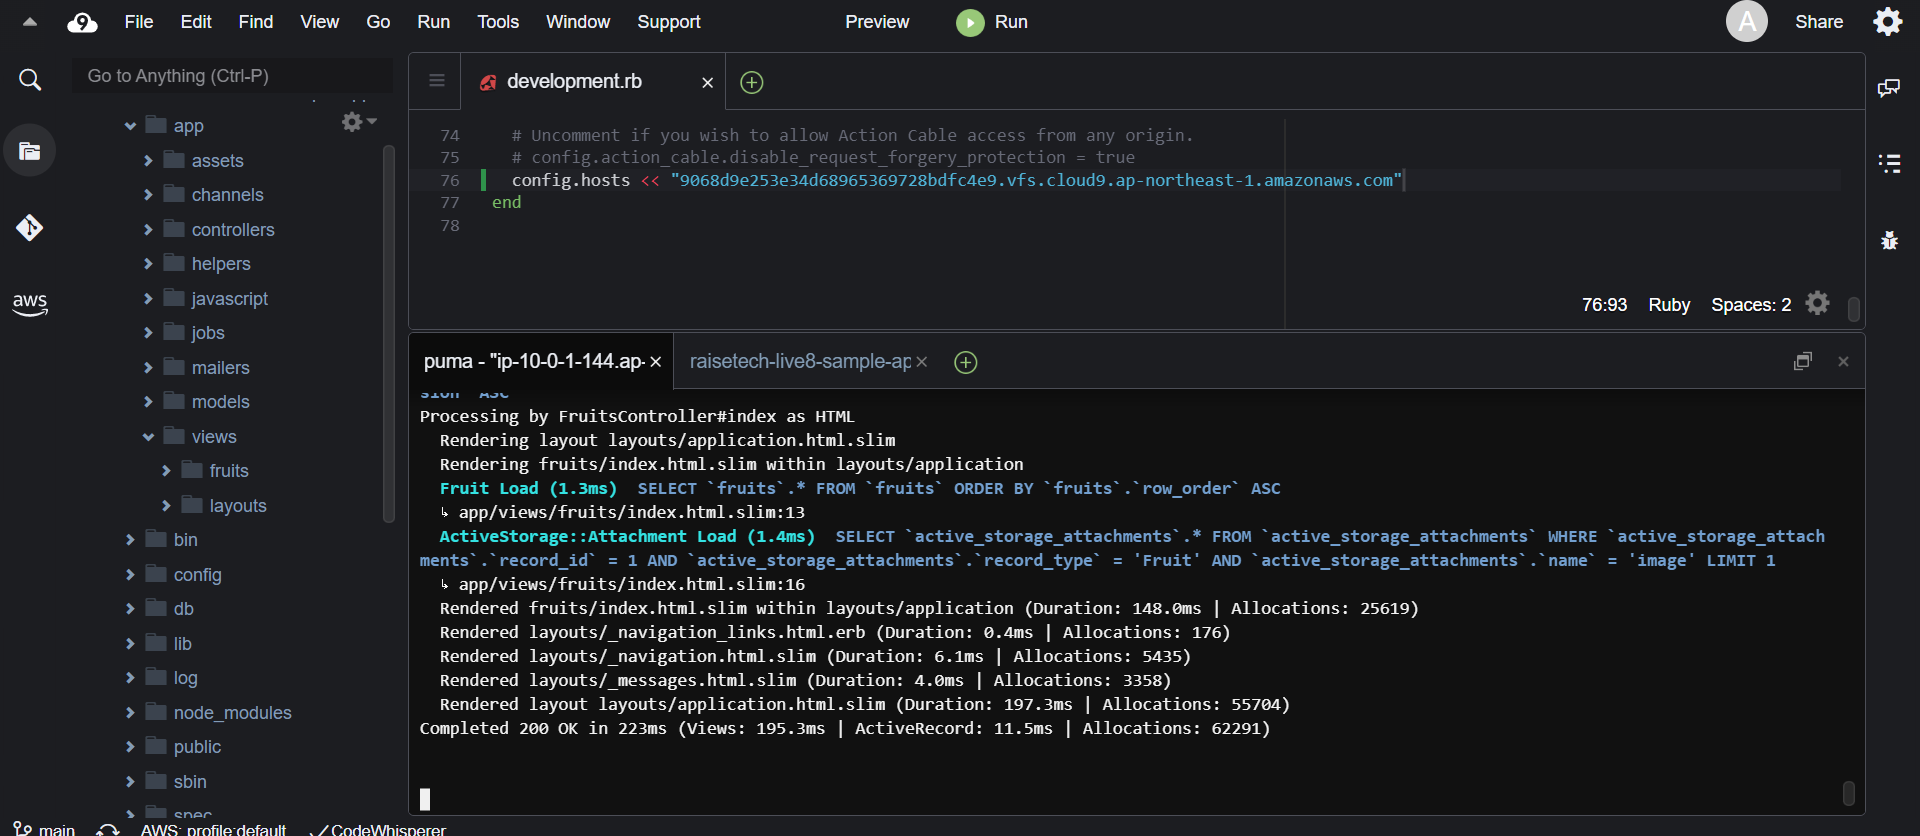 File Edit Find View Go Run Tools Window Support Preview Run A Share
Go to Anything (Ctrl-P)
app
assets
channels
controllers
helpers
javascript
jobs
mailers
models
views
fruits
layouts
bin
config
db
lib
log
node_modules
public
sbin
spec
aws
development.rb
74 # Uncomment if you wish to allow Action Cable access from any origin.
75 # config.action_cable.disable_request_forgery_protection = true
76 config.hosts << "9068d9e253e34d68965369728bdfc4e9.vfs.cloud9.ap-northeast-1.amazonaws.com"
77 end
78
76:93 Ruby Spaces: 2
puma - "ip-10-0-1-144.ap- raisetech-live8-sample-ap
sion` ASC
Processing by FruitsController#index as HTML
Rendering layout layouts/application.html.slim
Rendering fruits/index.html.slim within layouts/application
Fruit Load (1.3ms) SELECT `fruits`.* FROM `fruits` ORDER BY `fruits`.`row_order` ASC
↳ app/views/fruits/index.html.slim:13
ActiveStorage::Attachment Load (1.4ms) SELECT `active_storage_attachments`.* FROM `active_storage_attachments` WHERE `active_storage_attach
ments`.`record_id` = 1 AND `active_storage_attachments`.`record_type` = 'Fruit' AND `active_storage_attachments`.`name` = 'image' LIMIT 1
↳ app/views/fruits/index.html.slim:16
Rendered fruits/index.html.slim within layouts/application (Duration: 148.0ms | Allocations: 25619)
Rendered layouts/_navigation_links.html.erb (Duration: 0.4ms | Allocations: 176)
Rendered layouts/_navigation.html.slim (Duration: 6.1ms | Allocations: 5435)
Rendered layouts/_messages.html.slim (Duration: 4.0ms | Allocations: 3358)
Rendered layout layouts/application.html.slim (Duration: 197.3ms | Allocations: 55704)
Completed 200 OK in 223ms (Views: 195.3ms | ActiveRecord: 11.5ms | Allocations: 62291)
main AWS: profile:default CodeWhisperer